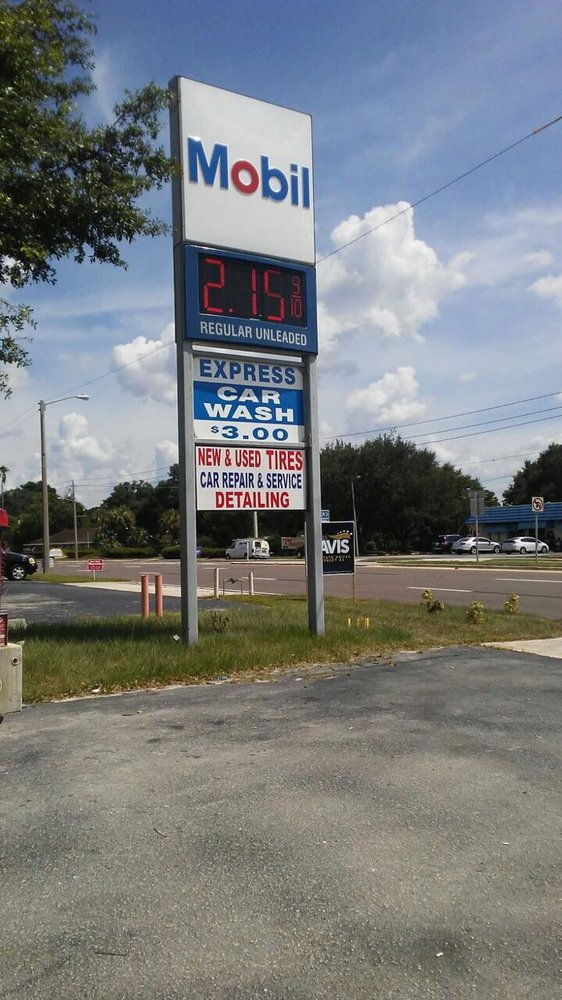 Mobil
2.15 9/10
REGULAR UNLEADED
EXPRESS
CAR
WASH
$3.00
NEW & USED TIRES
CAR REPAIR & SERVICE
DETAILING
AVIS